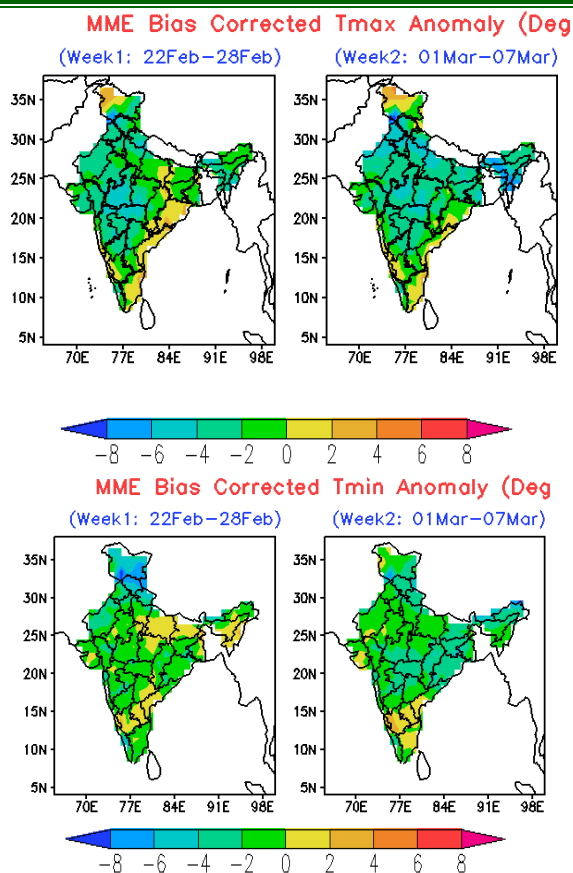 MME Bias Corrected Tmax Anomaly (Deg
(Week1: 22Feb-28Feb) (Week2: 01Mar-07Mar)
35N 35N
30N 30N
25N 25N
20N 20N
15N 15N
10N 10N
5N 5N
70E 77E 84E 91E 98E 70E 77E 84E 91E 98E
-8 -6 -4 -2 0 2 4 6 8
MME Bias Corrected Tmin Anomaly (Deg
(Week1: 22Feb-28Feb) (Week2: 01Mar-07Mar)
35N 35N
30N 30N
25N 25N
20N 20N
15N 15N
10N 10N
5N 5N
70E 77E 84E 91E 98E 70E 77E 84E 91E 98E
-8 -6 -4 -2 0 2 4 6 8